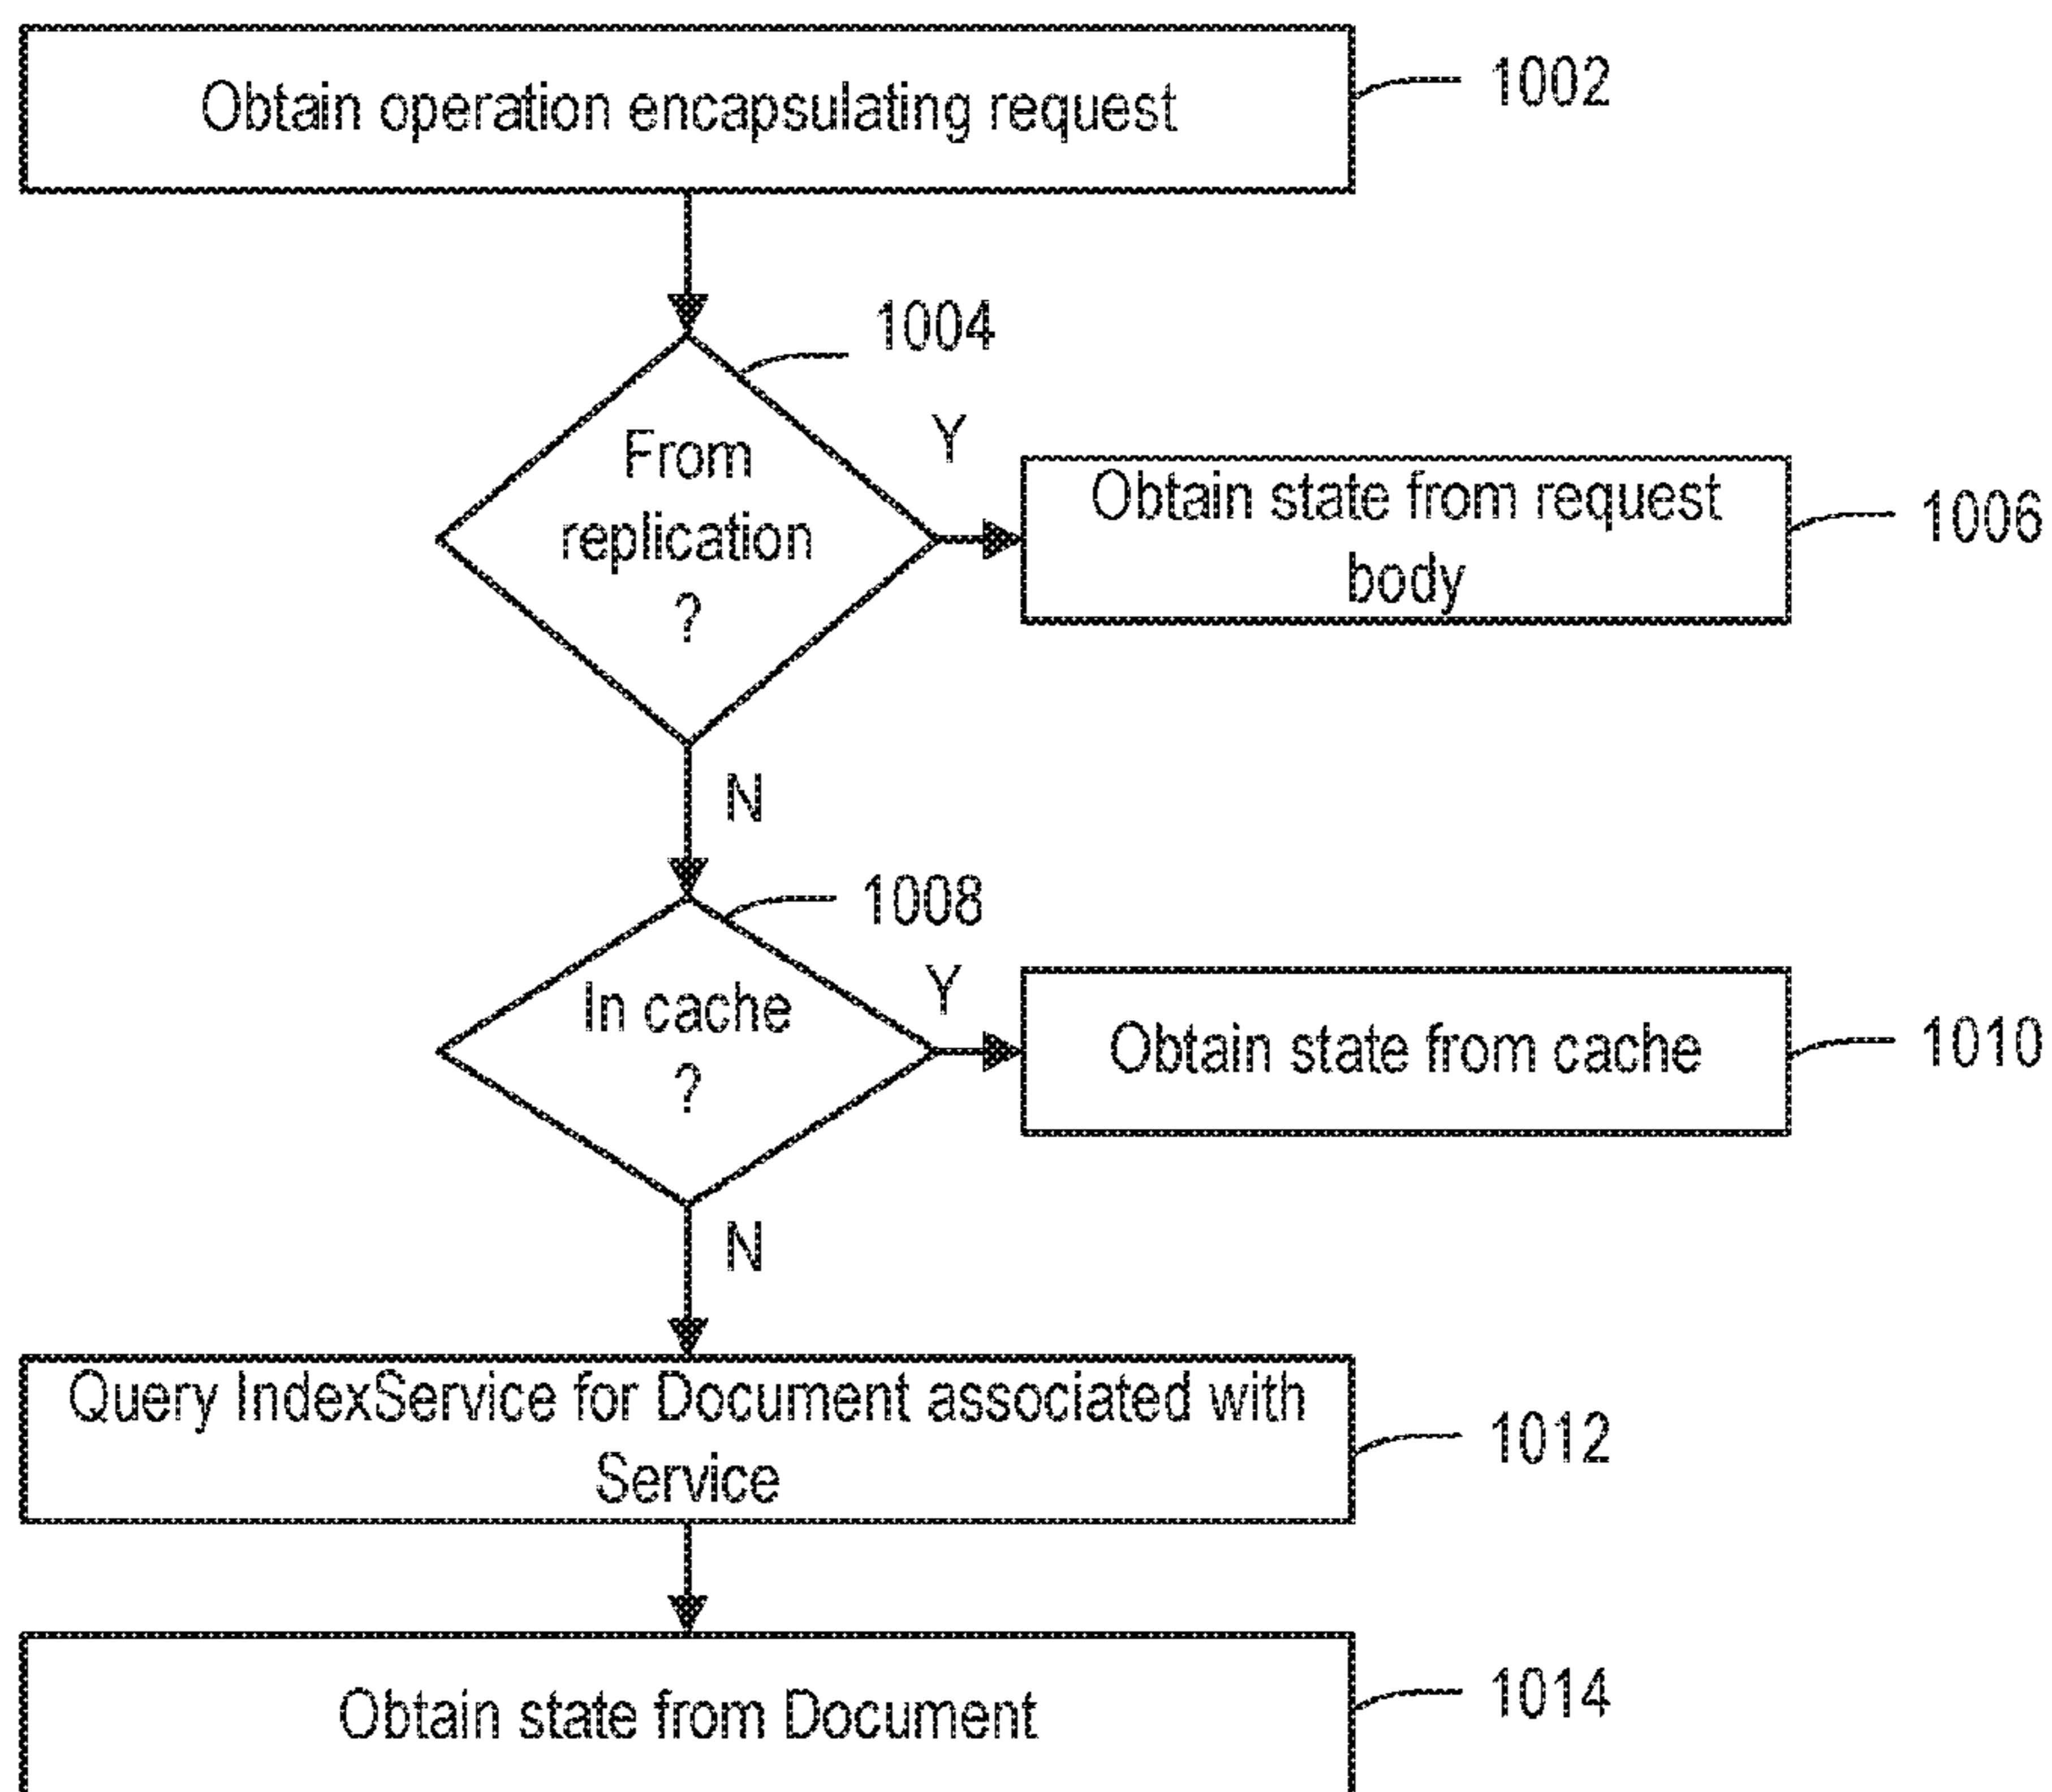 Obtain operation encapsulating request
1002
1004
From
replication
?
Y
Obtain state from request
body
1006
N
1008
In cache
?
Y
Obtain state from cache
1010
N
Query IndexService for Document associated with
Service
1012
Obtain state from Document
1014